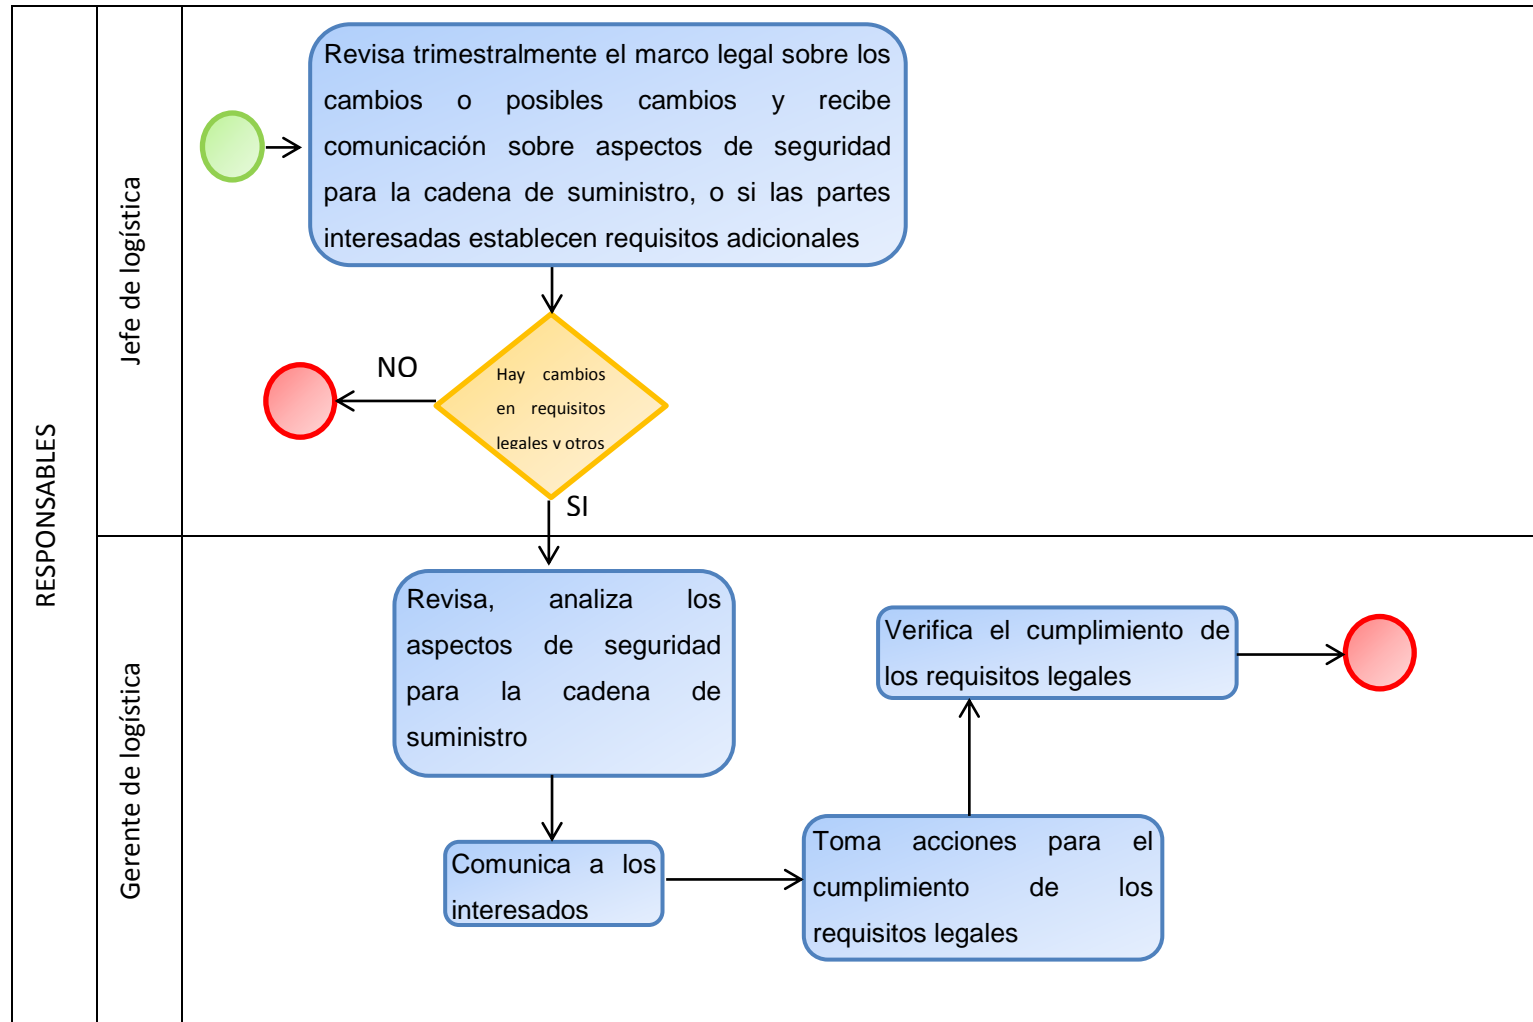 RESPONSABLES
Jefe de logística
Revisa trimestralmente el marco legal sobre los
cambios o posibles cambios y recibe
comunicación sobre aspectos de seguridad
para la cadena de suministro, o si las partes
interesadas establecen requisitos adicionales
NO
Hay cambios
en requisitos
legales y otros
SI
Gerente de logística
Revisa, analiza los
aspectos de seguridad
para la cadena de
suministro
Verifica el cumplimiento de
los requisitos legales
Comunica a los
interesados
Toma acciones para el
cumplimiento de los
requisitos legales